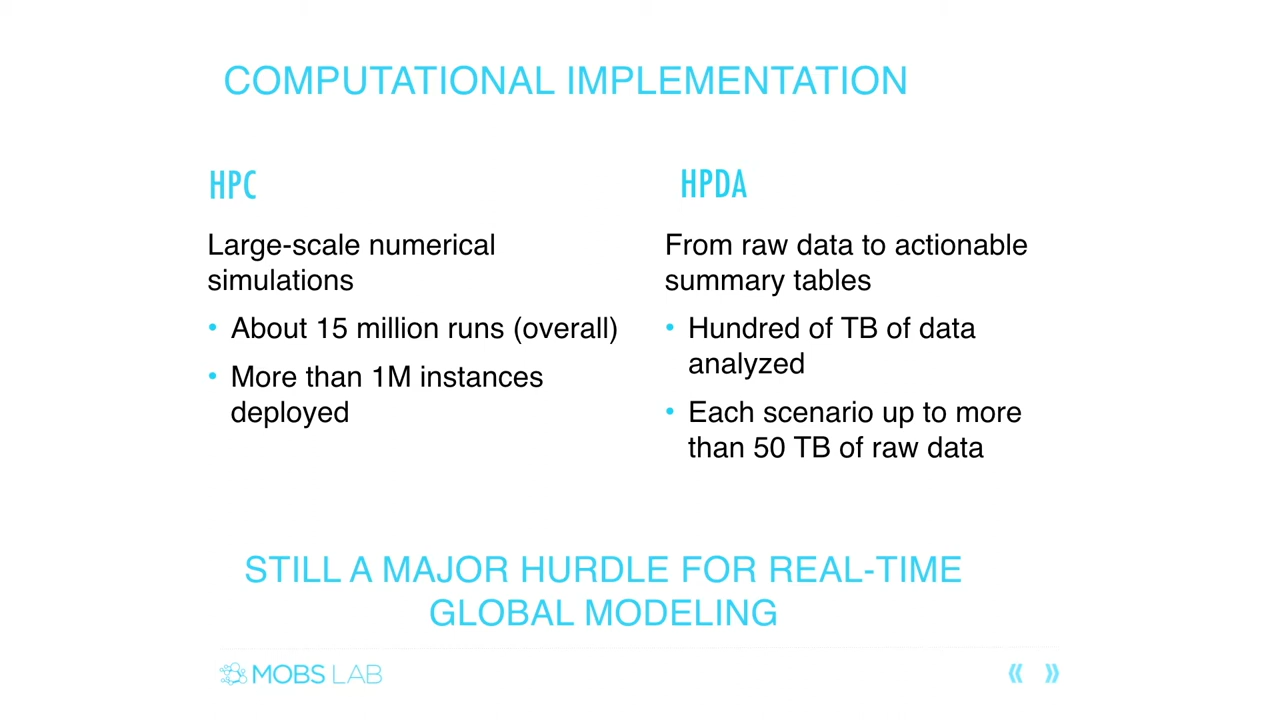 COMPUTATIONAL IMPLEMENTATION
HPC
Large-scale numerical
simulations
• About 15 million runs (overall)
• More than 1M instances
deployed
HPDA
From raw data to actionable
summary tables
• Hundred of TB of data
analyzed
• Each scenario up to more
than 50 TB of raw data
STILL A MAJOR HURDLE FOR REAL-TIME
GLOBAL MODELING
MOBS LAB